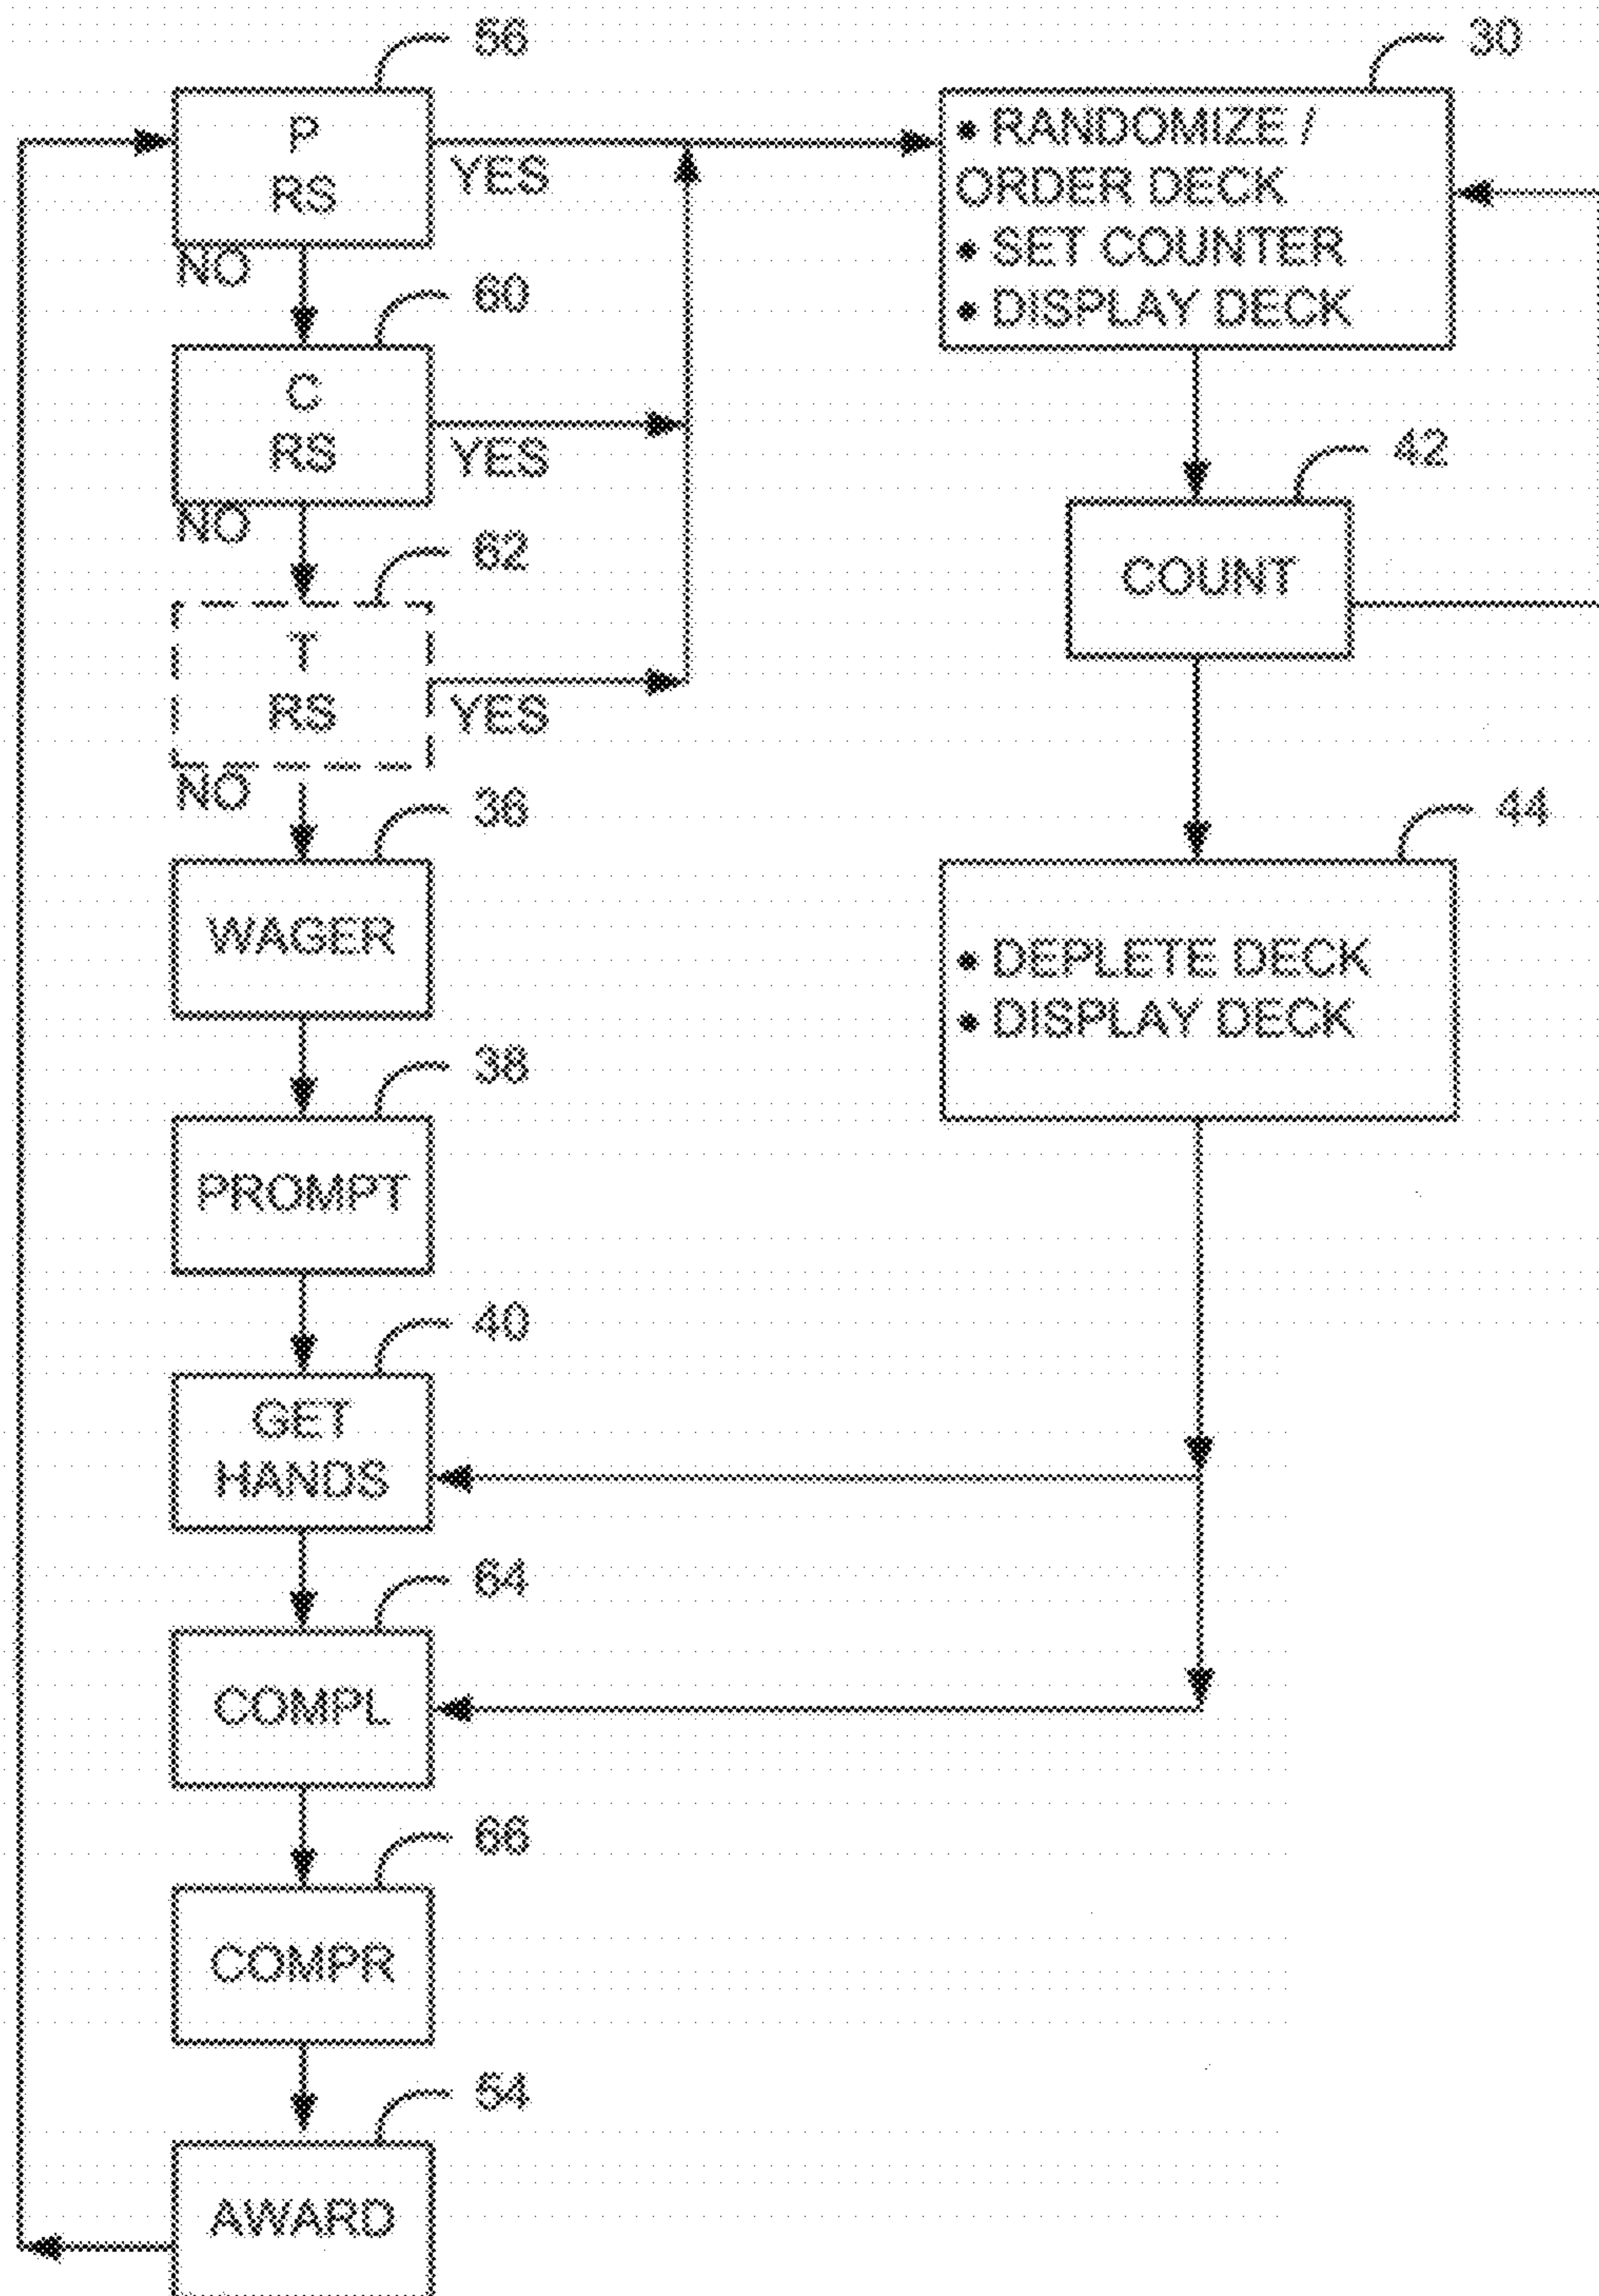 56
P
RS
YES
NO
60
C
RS
YES
NO
62
T
RS
YES
NO
36
WAGER
38
PROMPT
40
GET
HANDS
64
COMPL
66
COMPR
54
AWARD
30
• RANDOMIZE /
ORDER DECK
• SET COUNTER
• DISPLAY DECK
42
COUNT
44
• DEPLETE DECK
• DISPLAY DECK